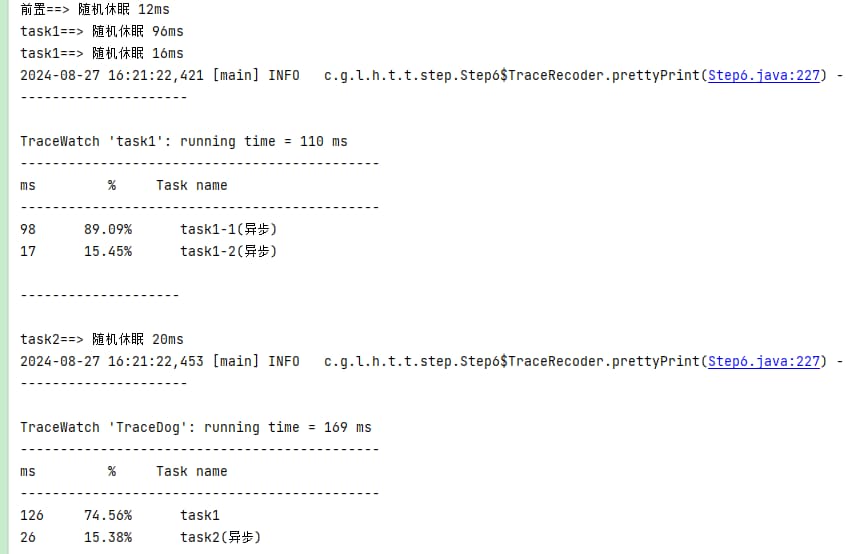 前置==> 随机休眠 12ms
task1==> 随机休眠 96ms
task1==> 随机休眠 16ms
2024-08-27 16:21:22,421 [main] INFO   c.g.l.h.t.t.step.Step6$TraceRecoder.prettyPrint(Step6.java:227) -
---------------------
TraceWatch 'task1': running time = 110 ms
---------------------------------------------
ms         %     Task name
---------------------------------------------
98      89.09%      task1-1(异步)
17      15.45%      task1-2(异步)
--------------------
task2==> 随机休眠 20ms
2024-08-27 16:21:22,453 [main] INFO   c.g.l.h.t.t.step.Step6$TraceRecoder.prettyPrint(Step6.java:227) -
---------------------
TraceWatch 'TraceDog': running time = 169 ms
---------------------------------------------
ms         %     Task name
---------------------------------------------
126     74.56%      task1
26      15.38%      task2(异步)